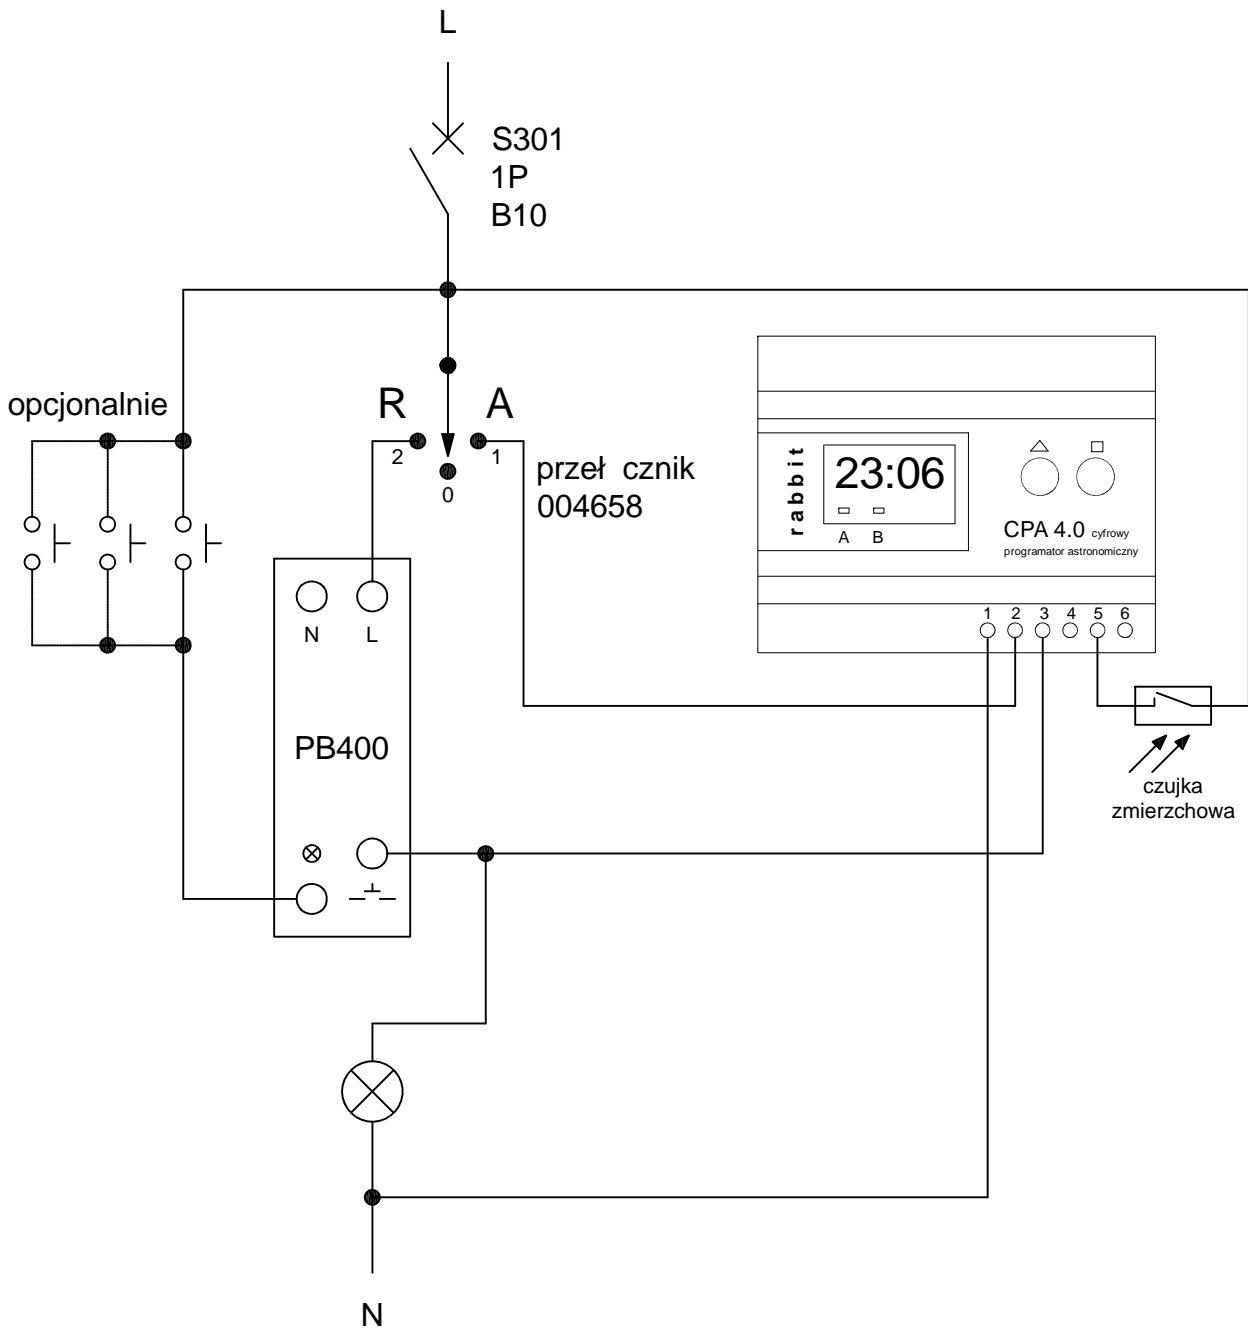 L
S301
1P
B10
opcjonalnie
R
A
2
1
0
przeł cznik
004658
rabbit
23:06
A B
CPA 4.0 cyfrowy
programator astronomiczny
1 2 3 4 5 6
N L
PB400
czujka
zmierzchowa
N